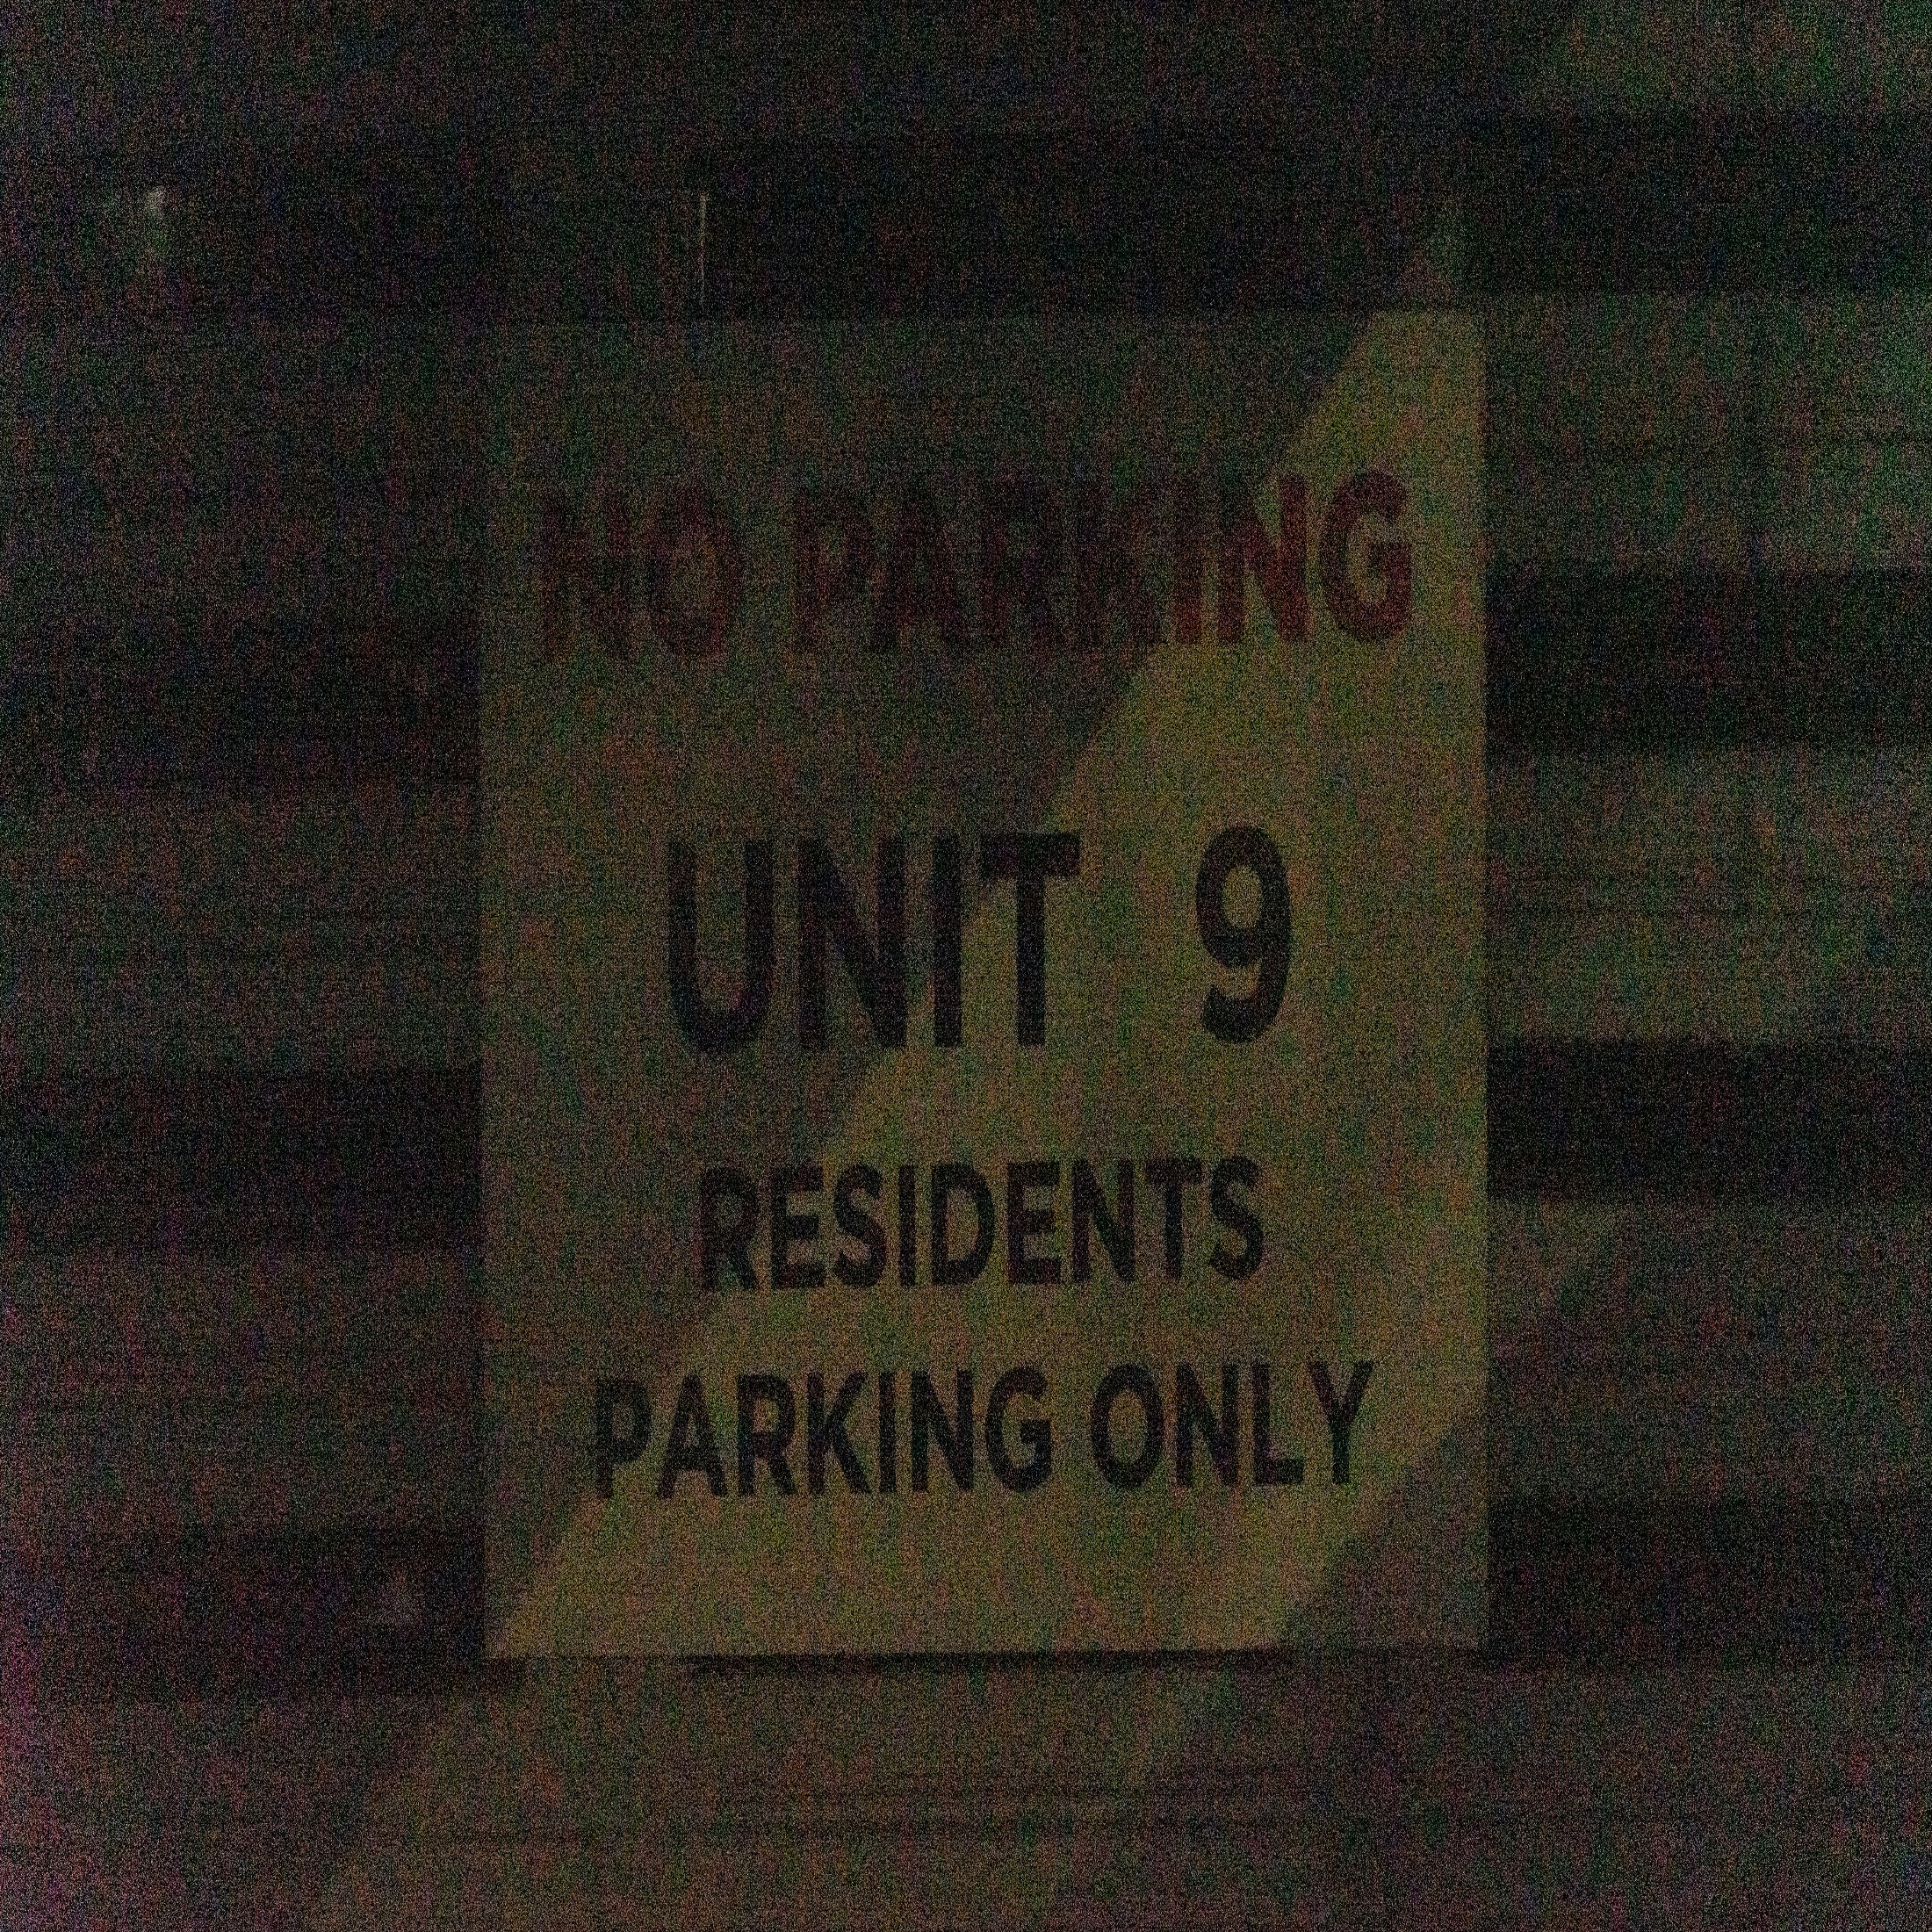 NO PARKING
UNIT 9
RESIDENTS
PARKING ONLY